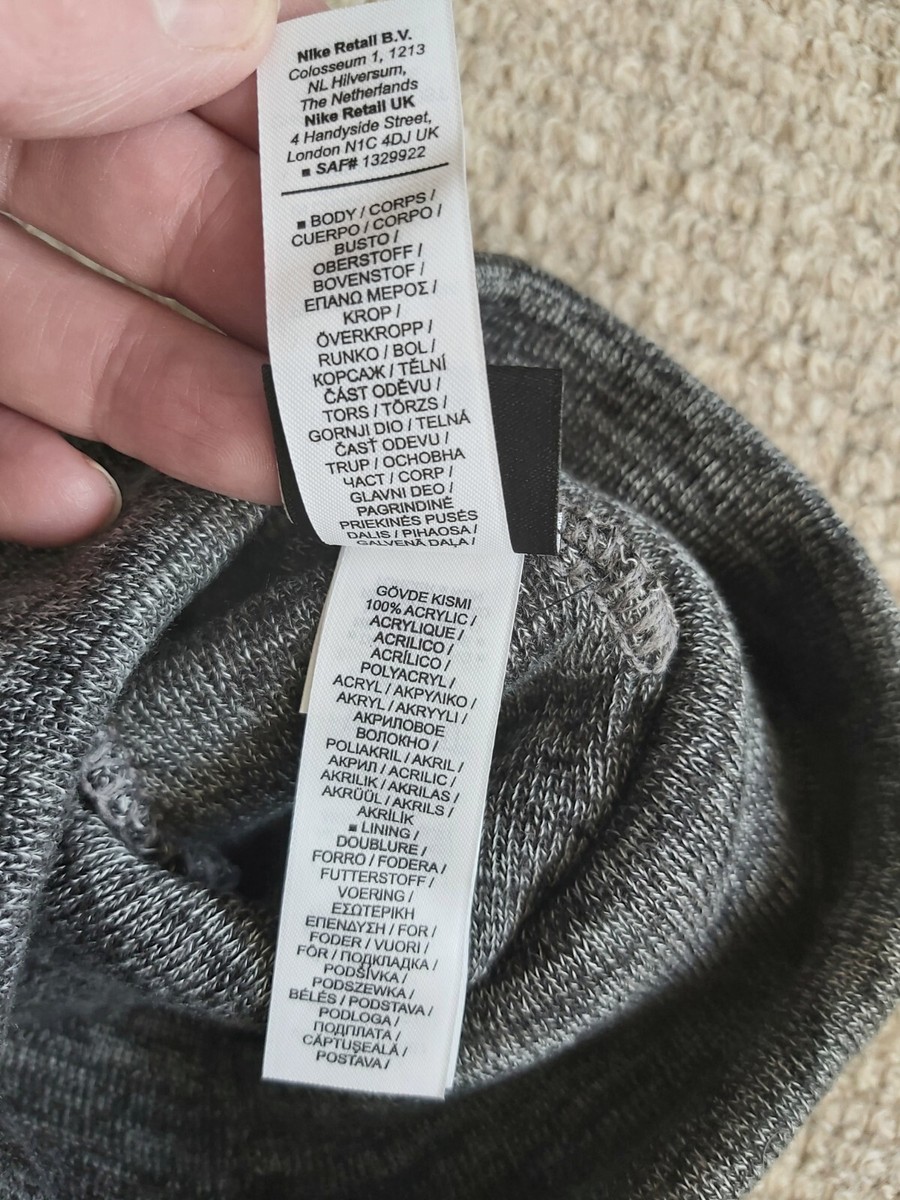 Nike Retail B.V.
Colosseum 1, 1213
NL Hilversum,
The Netherlands
Nike Retail UK
4 Handyside Street,
London N1C 4DJ UK
■ SAF# 1329922
■ BODY / CORPS /
CUERPO / CORPO /
BUSTO /
OBERSTOFF /
BOVENSTOF /
ΕΠΑΝΩ ΜΕΡΟΣ /
KROP /
ÖVERKROPP /
RUNKO / BOL /
КОРСАЖ / TĚLNÍ
ČÁST ODĚVU /
TORS / TÕRZS /
GORNJI DIO / TELNÁ
ČASŤ ODEVU /
TRUP / ОСНОВНА
ЧАСТ / CORP /
GLAVNI DEO /
PAGRINDINĖ
PRIEKINĖS PUSĖS
DALIS / PIHAOSA /
GALVENĀ DAĻA /
GÖVDE KISMI
100% ACRYLIC /
ACRYLIQUE /
ACRILICO /
ACRÍLICO /
POLYACRYL /
ACRYL / ΑΚΡΥΛΙΚΟ /
AKRYL / AKRYYLI /
АКРИЛОВОЕ
ВОЛОКНО /
POLIAKRIL / AKRIL /
АКРИЛ / ACRILIC /
AKRILIK / AKRILAS /
AKRÜÜL / AKRILS /
AKRİLİK
■ LINING /
DOUBLURE /
FORRO / FODERA /
FUTTERSTOFF /
VOERING /
ΕΣΩΤΕΡΙΚΗ
ΕΠΕΝΔΥΣΗ / FOR /
FODER / VUORI /
FÔR / ПОДКЛАДКА /
PODŠÍVKA /
PODSZEWKA /
BÉLÉS / PODSTAVA /
PODLOGA /
ПОДПЛАТА /
CĂPTUŞEALĂ /
POSTAVA /